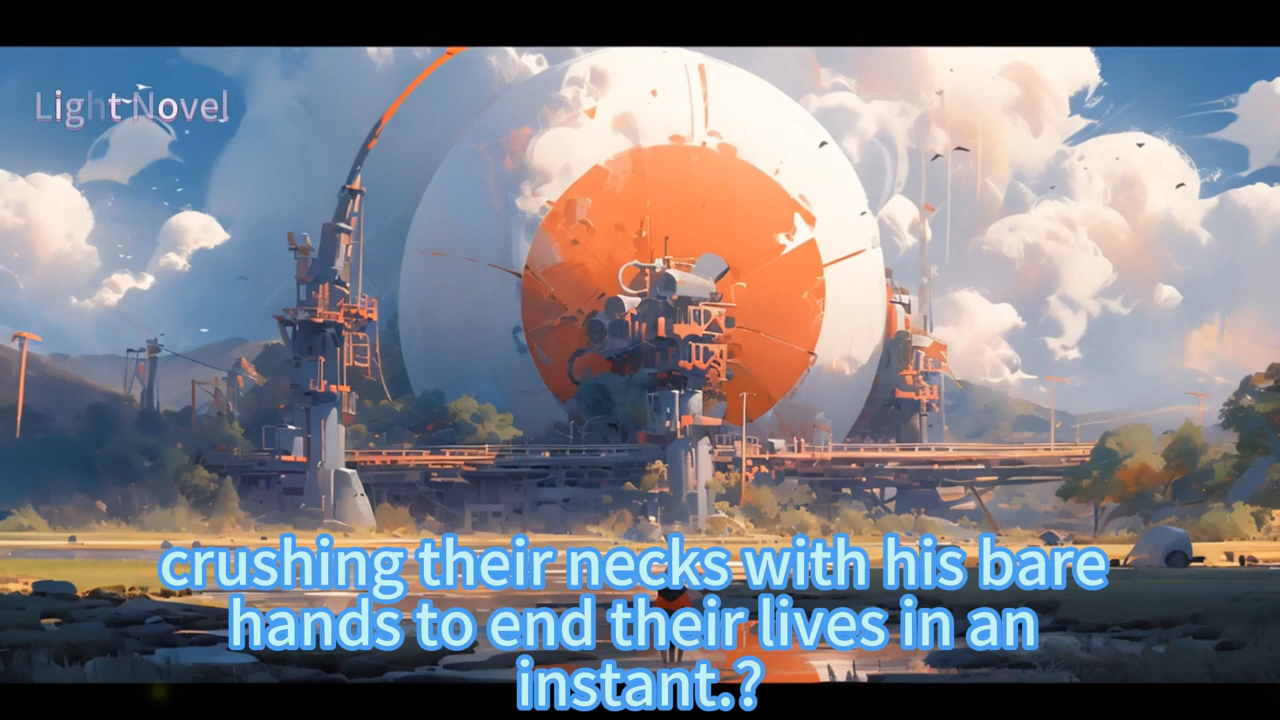 Light Novel
crushing their necks with his bare
hands to end their lives in an
instant.?